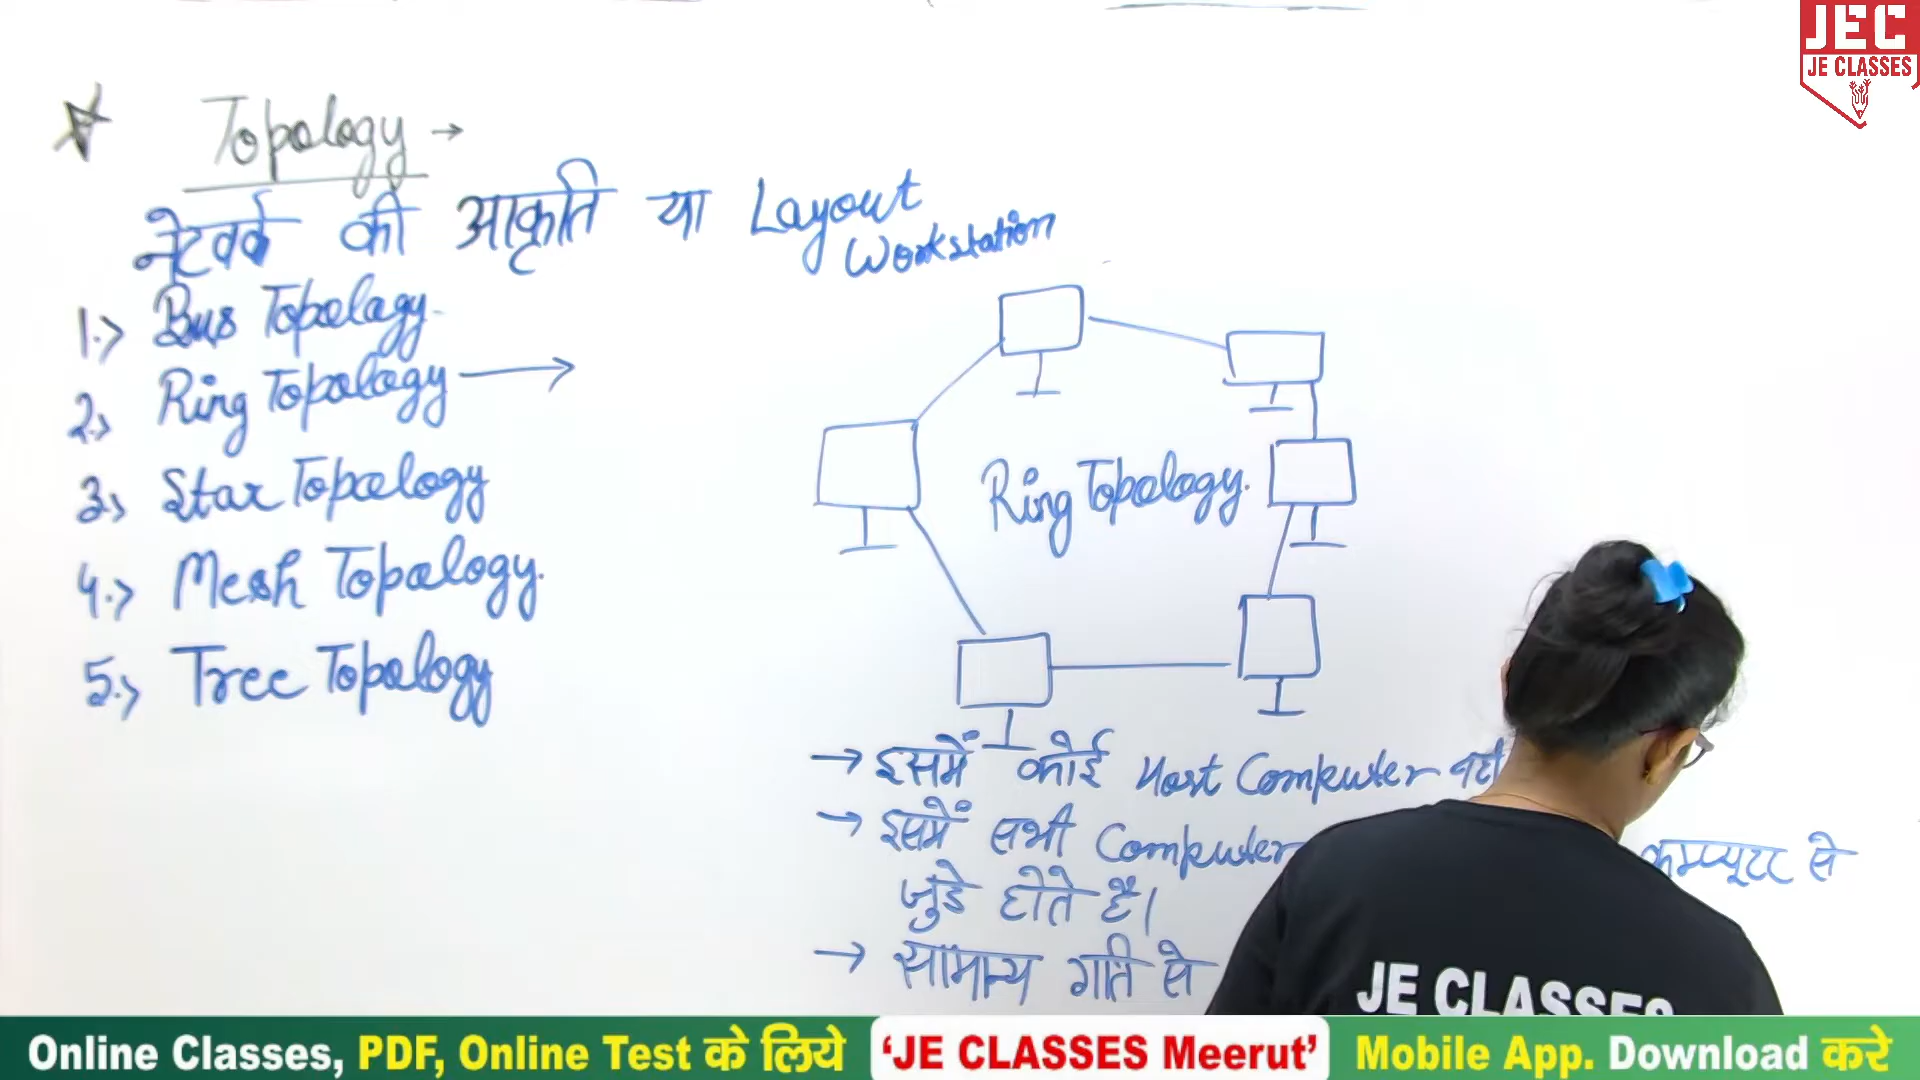 JEC
JE CLASSES
Topology →
नेटवर्क की आकृति या Layout
Workstation
1.> Bus Topology.
2.> Ring Topology →
3.> Star Topology
4.> Mesh Topology.
5.> Tree Topology
Ring Topology.
→ इसमें कोई Host Computer
→ इसमें सभी Computer कम्प्यूटर से
जुडे होते है।
→ सामान्य गति से
JE CLASSES
Online Classes, PDF, Online Test के लिये 'JE CLASSES Meerut' Mobile App. Download करे